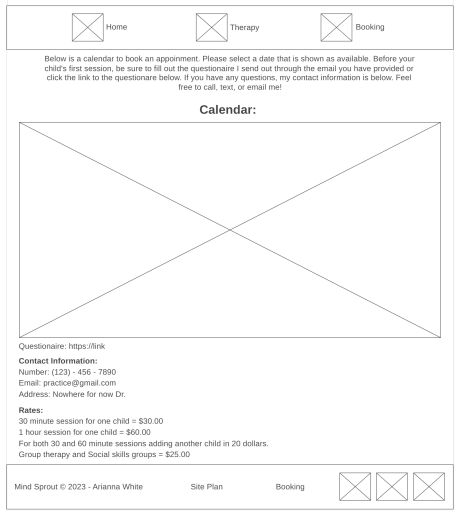 Home
Therapy
Booking
Below is a calendar to book an appoinment. Please select a date that is shown as available. Before your
child's first session, be sure to fill out the questionaire I send out through the email you have provided or
click the link to the questionare below. If you have any questions, my contact information is below. Feel
free to call, text, or email me!
Calendar:
Questionaire: https://link
Contact Information:
Number: (123) - 456 - 7890
Email: practice@gmail.com
Address: Nowhere for now Dr.
Rates:
30 minute session for one child = $30.00
1 hour session for one child = $60.00
For both 30 and 60 minute sessions adding another child in 20 dollars.
Group therapy and Social skills groups = $25.00
Mind Sprout © 2023 - Arianna White
Site Plan
Booking